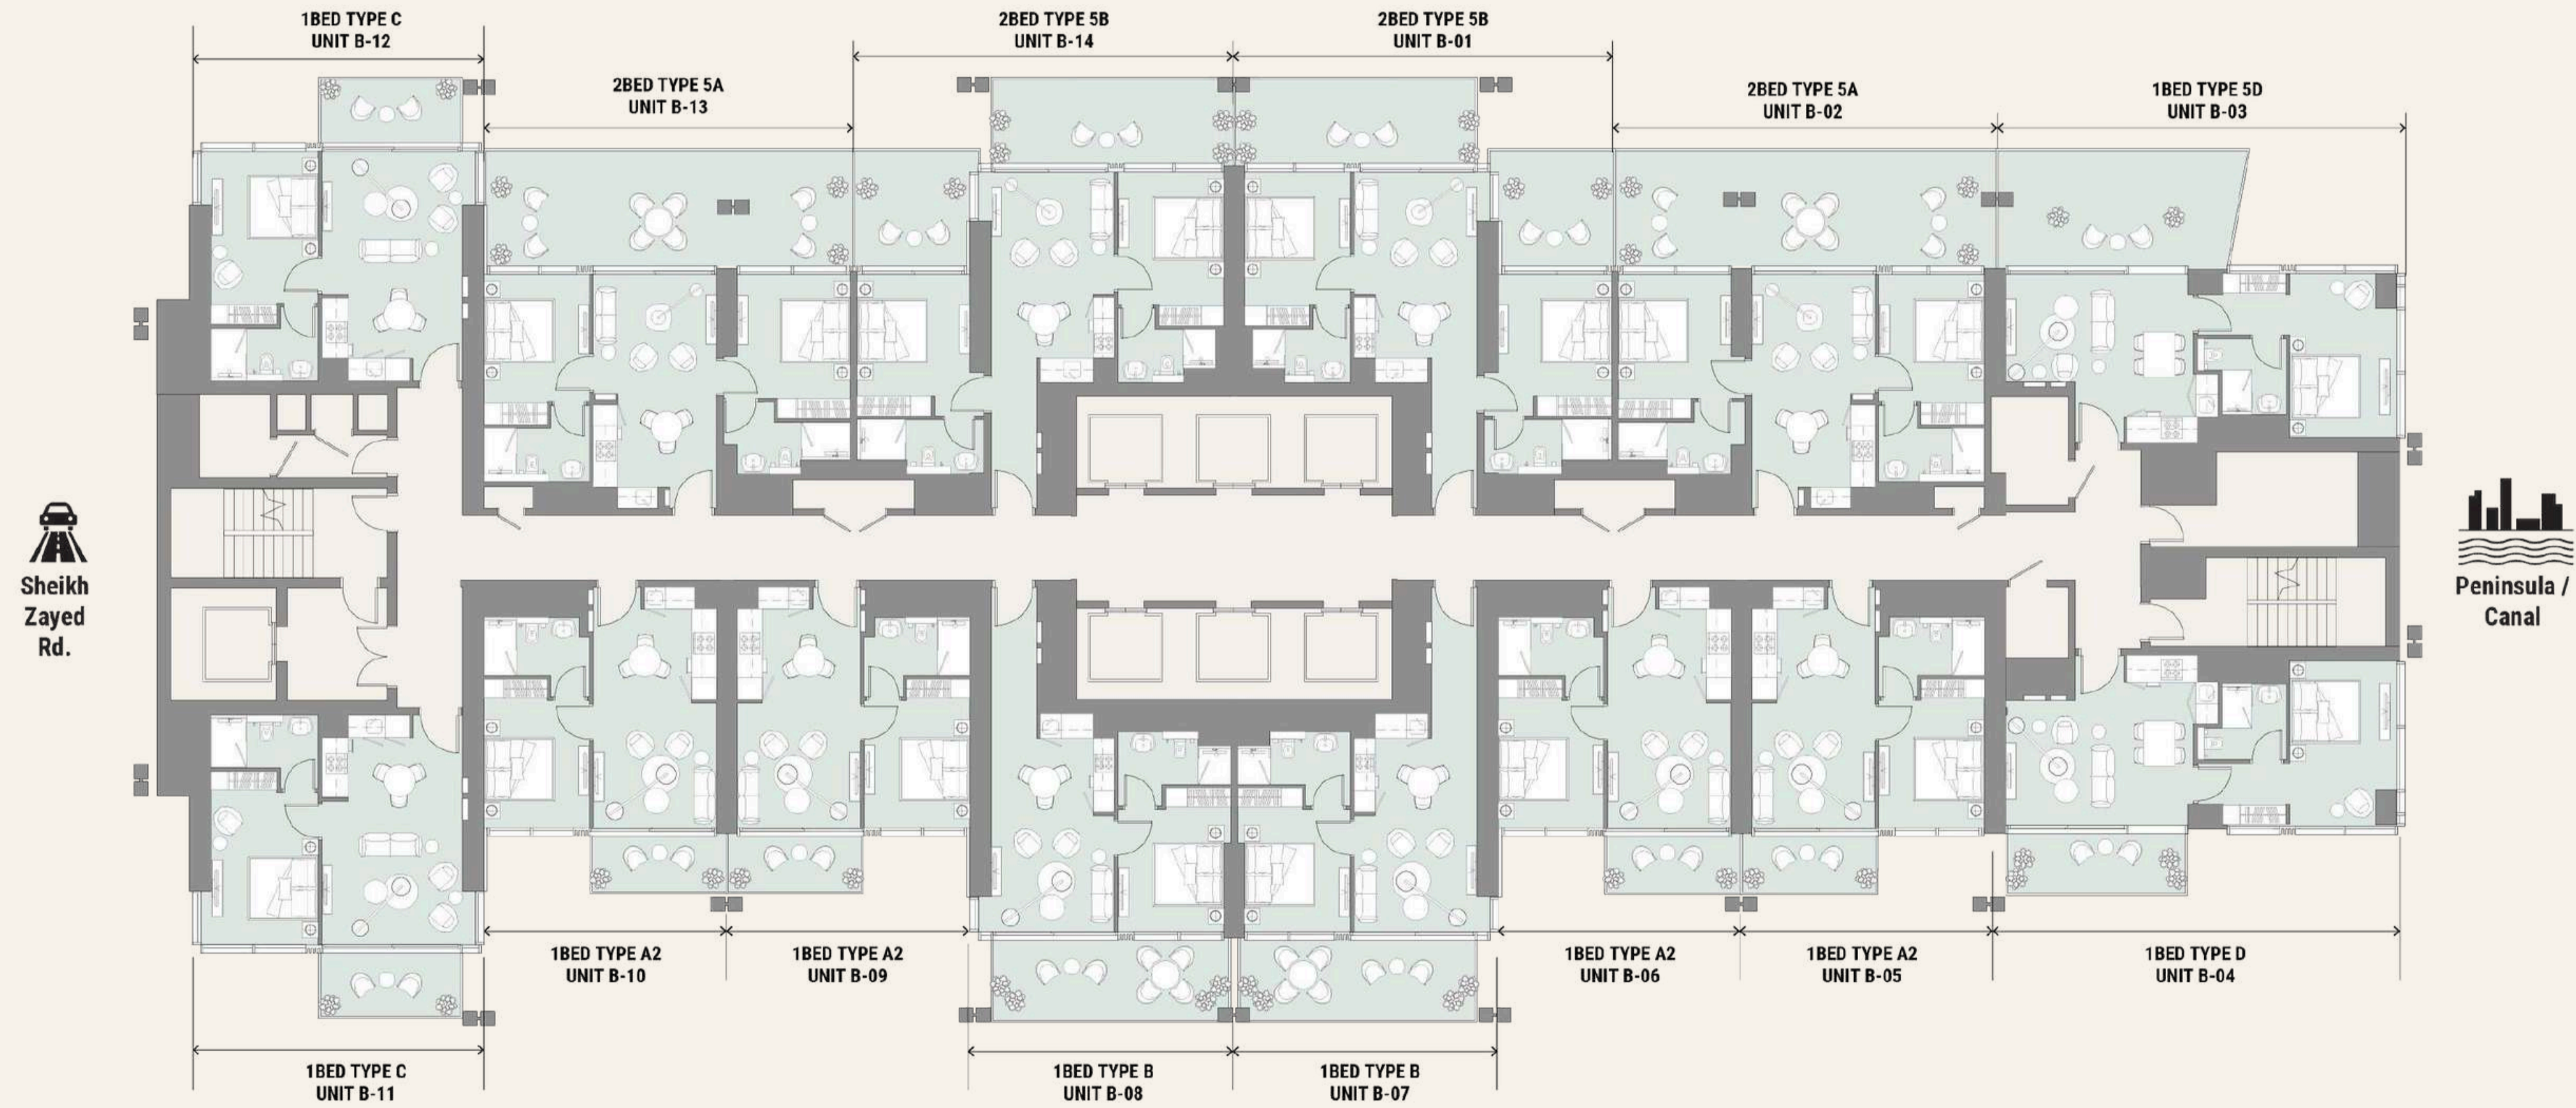 1BED TYPE C
UNIT B-12
2BED TYPE 5A
UNIT B-13
2BED TYPE 5B
UNIT B-14
2BED TYPE 5B
UNIT B-01
2BED TYPE 5A
UNIT B-02
1BED TYPE 5D
UNIT B-03
Sheikh
Zayed
Rd.
Peninsula /
Canal
1BED TYPE C
UNIT B-11
1BED TYPE A2
UNIT B-10
1BED TYPE A2
UNIT B-09
1BED TYPE B
UNIT B-08
1BED TYPE B
UNIT B-07
1BED TYPE A2
UNIT B-06
1BED TYPE A2
UNIT B-05
1BED TYPE D
UNIT B-04